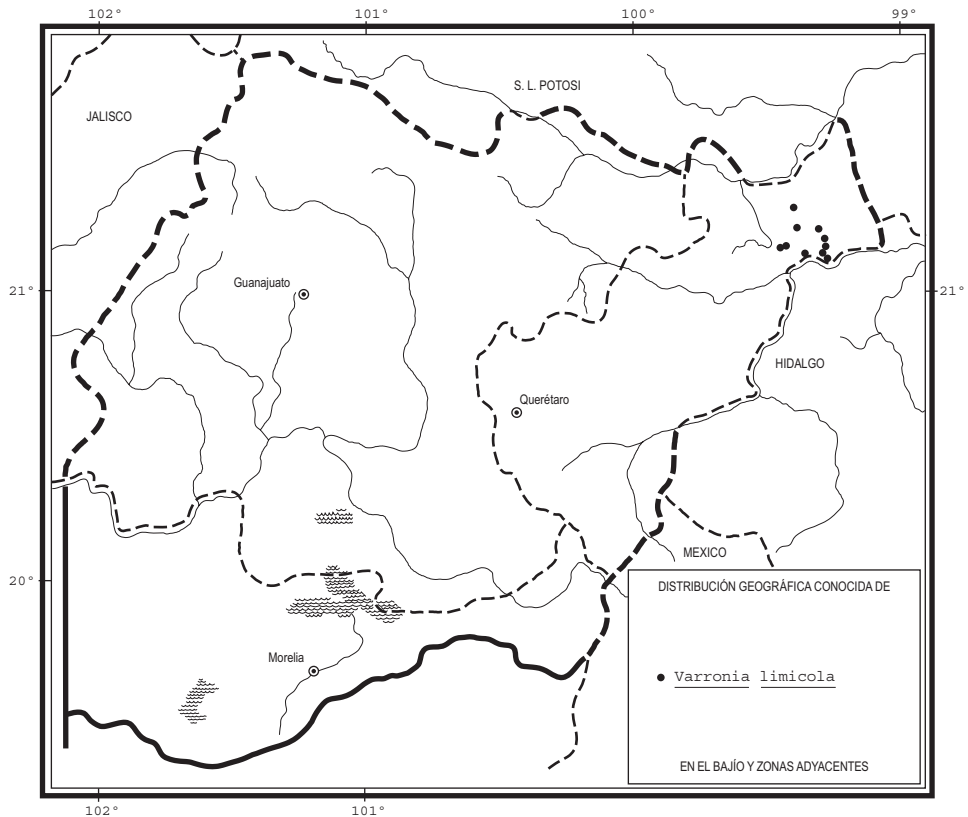 102° 101° 100° 99°
S. L. POTOSI
JALISCO
Guanajuato
21° 21°
HIDALGO
Querétaro
MEXICO
20°
DISTRIBUCIÓN GEOGRÁFICA CONOCIDA DE
Morelia
Varronia limicola
EN EL BAJÍO Y ZONAS ADYACENTES
102° 101°